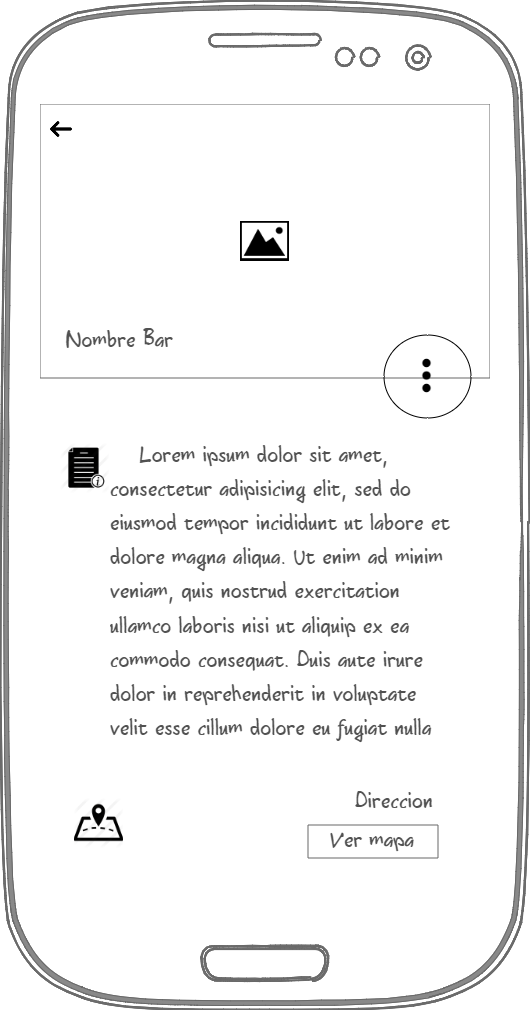 Nombre Bar
Lorem ipsum dolor sit amet,
consectetur adipisicing elit, sed do
eiusmod tempor incididunt ut labore et
dolore magna aliqua. Ut enim ad minim
veniam, quis nostrud exercitation
ullamco laboris nisi ut aliquip ex ea
commodo consequat. Duis aute irure
dolor in reprehenderit in voluptate
velit esse cillum dolore eu fugiat nulla
Direccion
Ver mapa